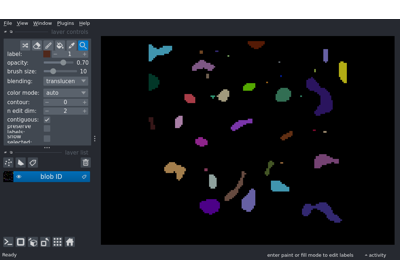 File View Window Plugins Help
layer controls
label: 1
opacity: 0.70
brush size: 10
blending: translucen
color mode: auto
contour: 0
n edit dim: 2
contiguous:
preserve labels:
show selected:
layer list
blob ID
Ready
enter paint or fill mode to edit labels
activity